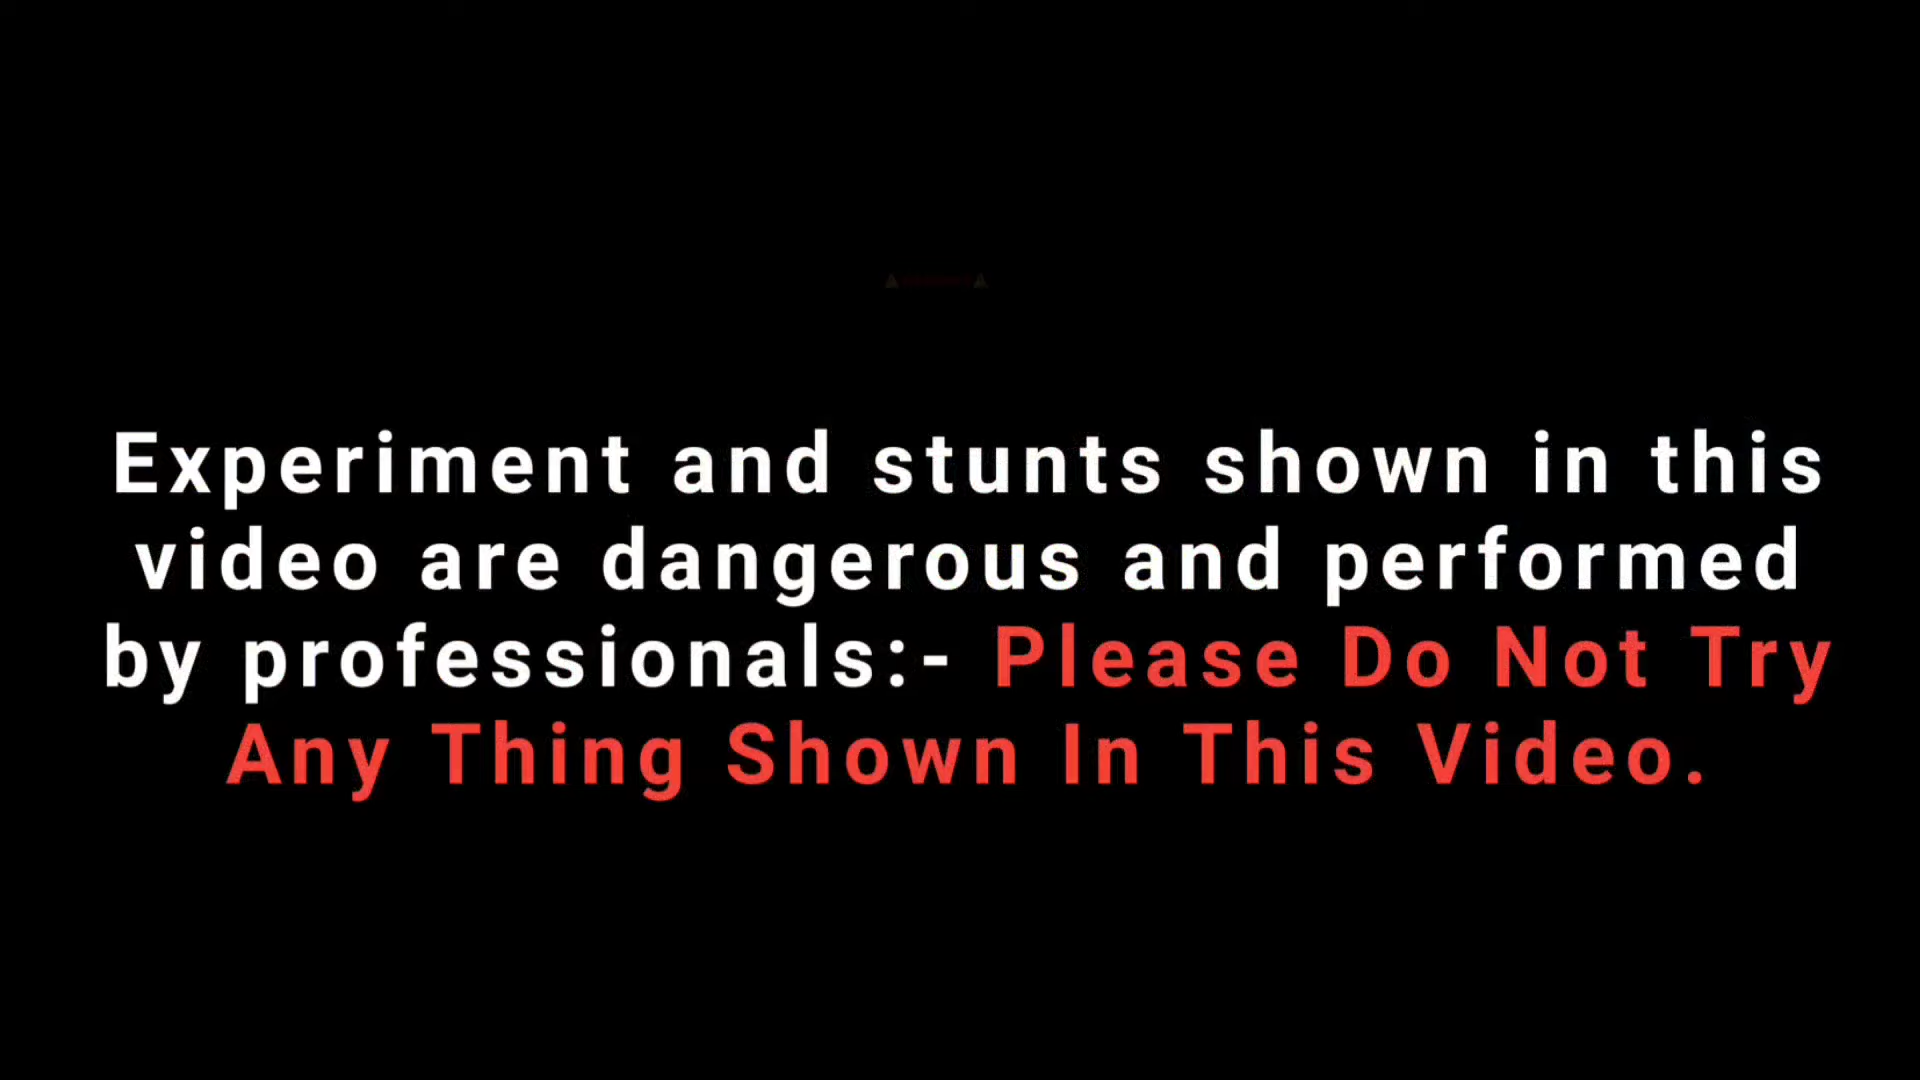 Experiment and stunts shown in this
video are dangerous and performed
by professionals:- Please Do Not Try
Any Thing Shown In This Video.